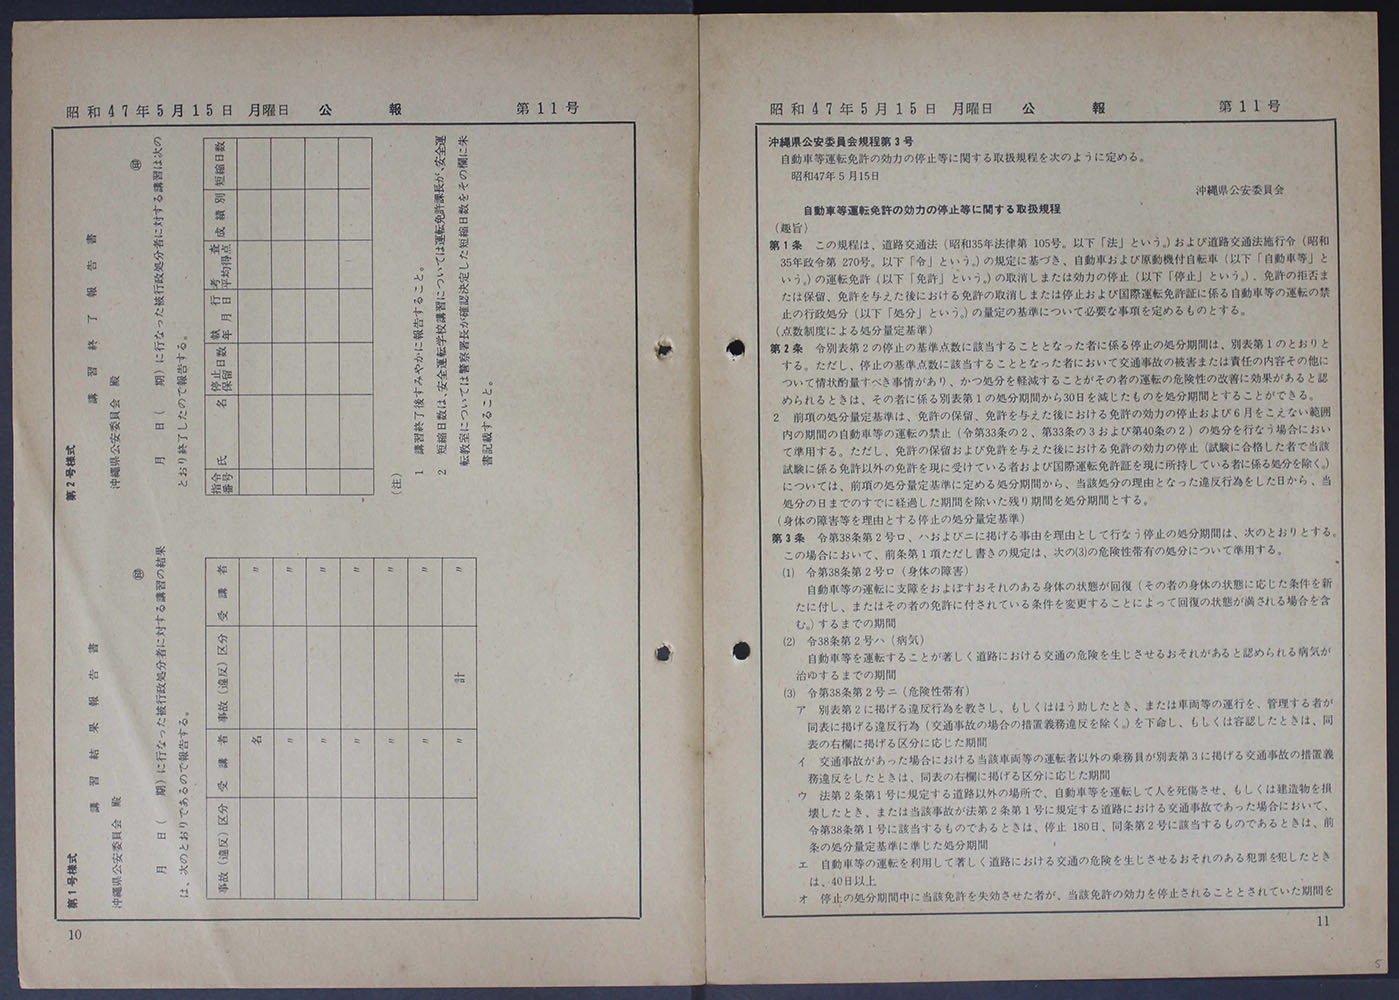 昭和47年5月15日 月曜日 公 報 第11号
第1号様式
講習結果報告書
沖縄県公安委員会 殿
㊞
月 日( 期)に行なった被行政処分者に対する講習の結果
は、次のとおりであるので報告する。
事故(違反)区分 受講者 事故(違反)区分 受講者
名 〃
〃 〃
〃 〃
〃 〃
〃 〃
〃 〃
〃 計 〃
第2号様式
講習終了報告書
沖縄県公安委員会 殿
㊞
月 日( 期)に行なった被行政処分者に対する講習は次の
とおり終了したので報告する。
指令番号 氏名 停止保留日数 執行年月日 考査平均得点 成績別 短縮日数
(注)
1 講習終了後すみやかに報告すること。
2 短縮日数は、安全運転学校講習については運転免許課長が、安全運
転教室については警察署長が確認決定した短縮日数をその欄に朱
書記載すること。
10
昭和47年5月15日 月曜日 公 報 第11号
沖縄県公安委員会規程第3号
自動車等運転免許の効力の停止等に関する取扱規程を次のように定める。
昭和47年5月15日
沖縄県公安委員会
自動車等運転免許の効力の停止等に関する取扱規程
(趣旨)
第1条 この規程は、道路交通法(昭和35年法律第 105号。以下「法」という。)および道路交通法施行令(昭和
35年政令第 270号。以下「令」という。)の規定に基づき、自動車および原動機付自転車(以下「自動車等」と
いう。)の運転免許(以下「免許」という。)の取消しまたは効力の停止(以下「停止」という。)、免許の拒否ま
たは保留、免許を与えた後における免許の取消しまたは停止および国際運転免許証に係る自動車等の運転の禁
止の行政処分(以下「処分」という。)の量定の基準について必要な事項を定めるものとする。
(点数制度による処分量定基準)
第2条 令別表第2の停止の基準点数に該当することとなった者に係る停止の処分期間は、別表第1のとおりと
する。ただし、停止の基準点数に該当することとなった者において交通事故の被害または責任の内容その他に
ついて情状酌量すべき事情があり、かつ処分を軽減することがその者の運転の危険性の改善に効果があると認
められるときは、その者に係る別表第1の処分期間から30日を減じたものを処分期間とすることができる。
2 前項の処分量定基準は、免許の保留、免許を与えた後における免許の効力の停止および6月をこえない範囲
内の期間の自動車等の運転の禁止(令第33条の2、第33条の3および第40条の2)の処分を行なう場合におい
て準用する。ただし、免許の保留および免許を与えた後における免許の効力の停止(試験に合格した者で当該
試験に係る免許以外の免許を現に受けている者および国際運転免許証を現に所持している者に係る処分を除く。)
については、前項の処分量定基準に定める処分期間から、当該処分の理由となった違反行為をした日から、当
処分の日までのすでに経過した期間を除いた残り期間を処分期間とする。
(身体の障害等を理由とする停止の処分量定基準)
第3条 令第38条第2号ロ、ハおよびニに掲げる事由を理由として行なう停止の処分期間は、次のとおりとする。
この場合において、前条第1項ただし書きの規定は、次の(3)の危険性帯有の処分について準用する。
(1) 令第38条第2号ロ(身体の障害)
自動車等の運転に支障をおよぼすおそれのある身体の状態が回復(その者の身体の状態に応じた条件を新
たに付し、またはその者の免許に付されている条件を変更することによって回復の状態が満される場合を含
む。)するまでの期間
(2) 令38条第2号ハ(病気)
自動車等を運転することが著しく道路における交通の危険を生じさせるおそれがあると認められる病気が
治ゆするまでの期間
(3) 令第38条第2号ニ(危険性帯有)
ア 別表第2に掲げる違反行為を教さし、もしくはほう助したとき、または車両等の運行を、管理する者が
同表に掲げる違反行為(交通事故の場合の措置義務違反を除く。)を下命し、もしくは容認したときは、同
表の右欄に掲げる区分に応じた期間
イ 交通事故があった場合における当該車両等の運転者以外の乗務員が別表第3に掲げる交通事故の措置義
務違反をしたときは、同表の右欄に掲げる区分に応じた期間
ウ 法第2条第1号に規定する道路以外の場所で、自動車等を運転して人を死傷させ、もしくは建造物を損
壊したとき、または当該事故が法第2条第1号に規定する道路における交通事故であった場合において、
令第38条第1号に該当するものであるときは、停止 180日、同条第2号に該当するものであるときは、前
条の処分量定基準に準じた処分期間
エ 自動車等の運転を利用して著しく道路における交通の危険を生じさせるおそれのある犯罪を犯したとき
は、40日以上
オ 停止の処分期間中に当該免許を失効させた者が、当該免許の効力を停止されることとされていた期間を
11
5